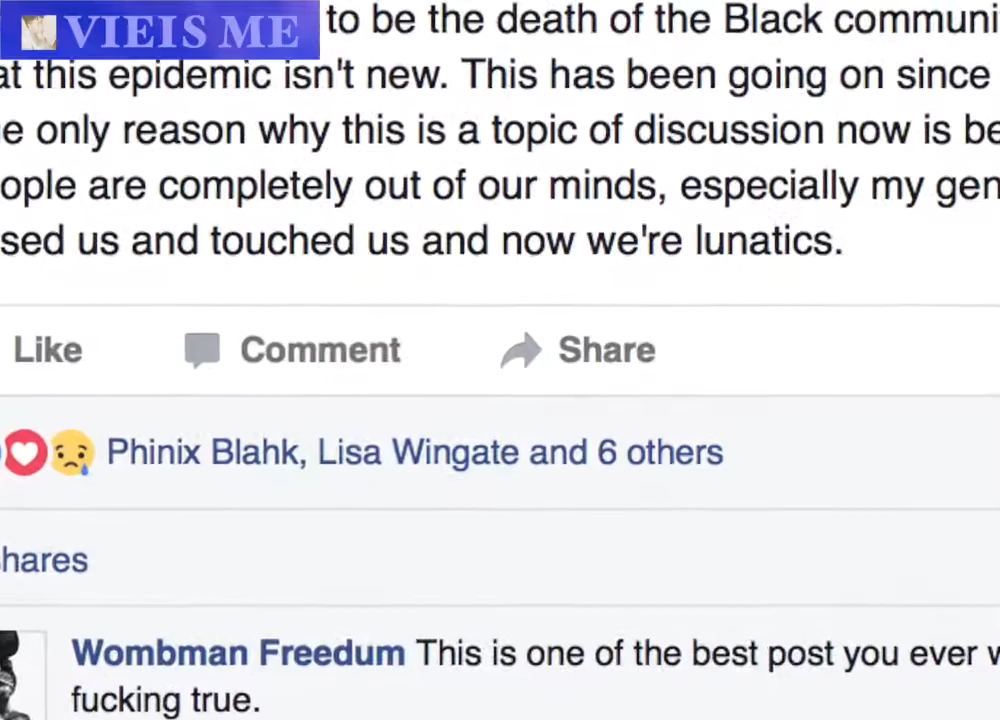 VIEIS ME
to be the death of the Black communi
at this epidemic isn't new. This has been going on since
e only reason why this is a topic of discussion now is be
ople are completely out of our minds, especially my gen
sed us and touched us and now we're lunatics.
Like Comment Share
Phinix Blahk, Lisa Wingate and 6 others
hares
Wombman Freedum This is one of the best post you ever w
fucking true.